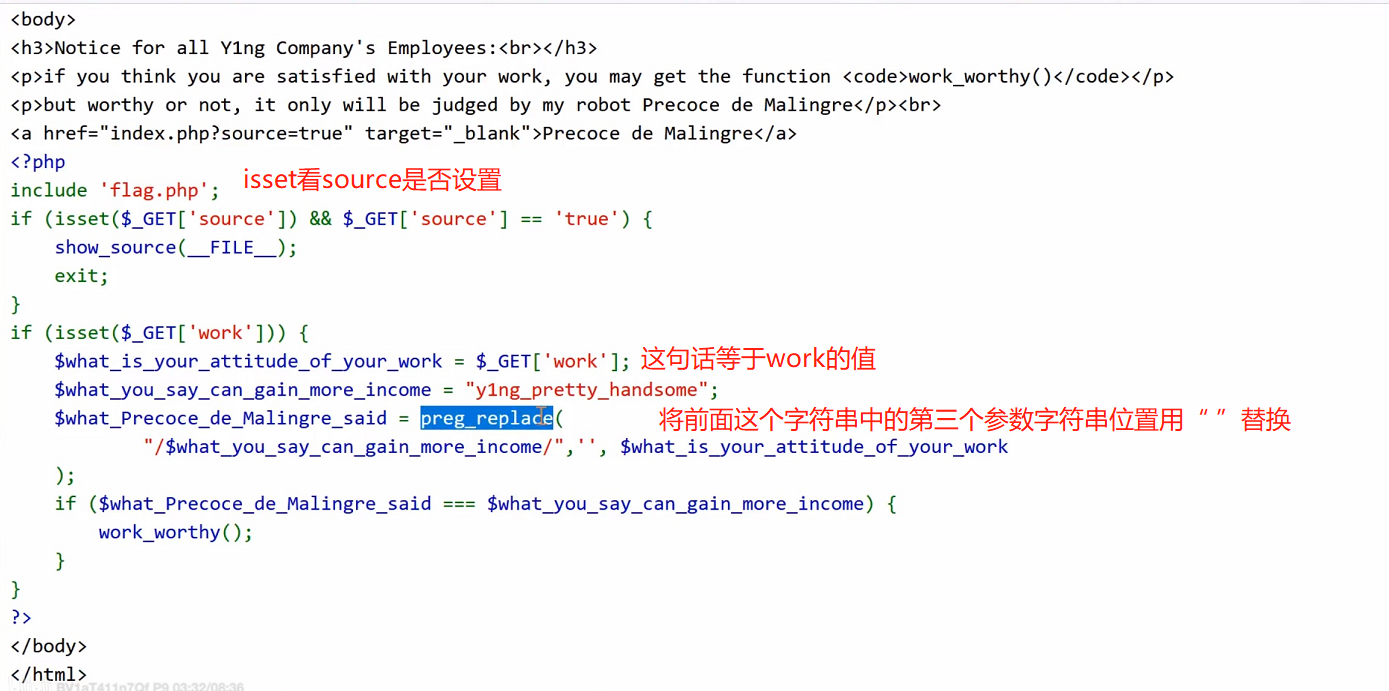 <body>
<h3>Notice for all Y1ng Company's Employees:<br></h3>
<p>if you think you are satisfied with your work, you may get the function <code>work_worthy()</code></p>
<p>but worthy or not, it only will be judged by my robot Precoce de Malingre</p><br>
<a href="index.php?source=true" target="_blank">Precoce de Malingre</a>
<?php
include 'flag.php'; isset看source是否设置
if (isset($_GET['source']) && $_GET['source'] == 'true') {
    show_source(__FILE__);
    exit;
}
if (isset($_GET['work'])) {
    $what_is_your_attitude_of_your_work = $_GET['work']; 这句话等于work的值
    $what_you_say_can_gain_more_income = "y1ng_pretty_handsome";
    $what_Precoce_de_Malingre_said = preg_replace( 将前面这个字符串中的第三个参数字符串位置用“ ”替换
            "/$what_you_say_can_gain_more_income/",'', $what_is_your_attitude_of_your_work
    );
    if ($what_Precoce_de_Malingre_said === $what_you_say_can_gain_more_income) {
        work_worthy();
    }
}
?>
</body>
</html>
P9 03:32/08:36